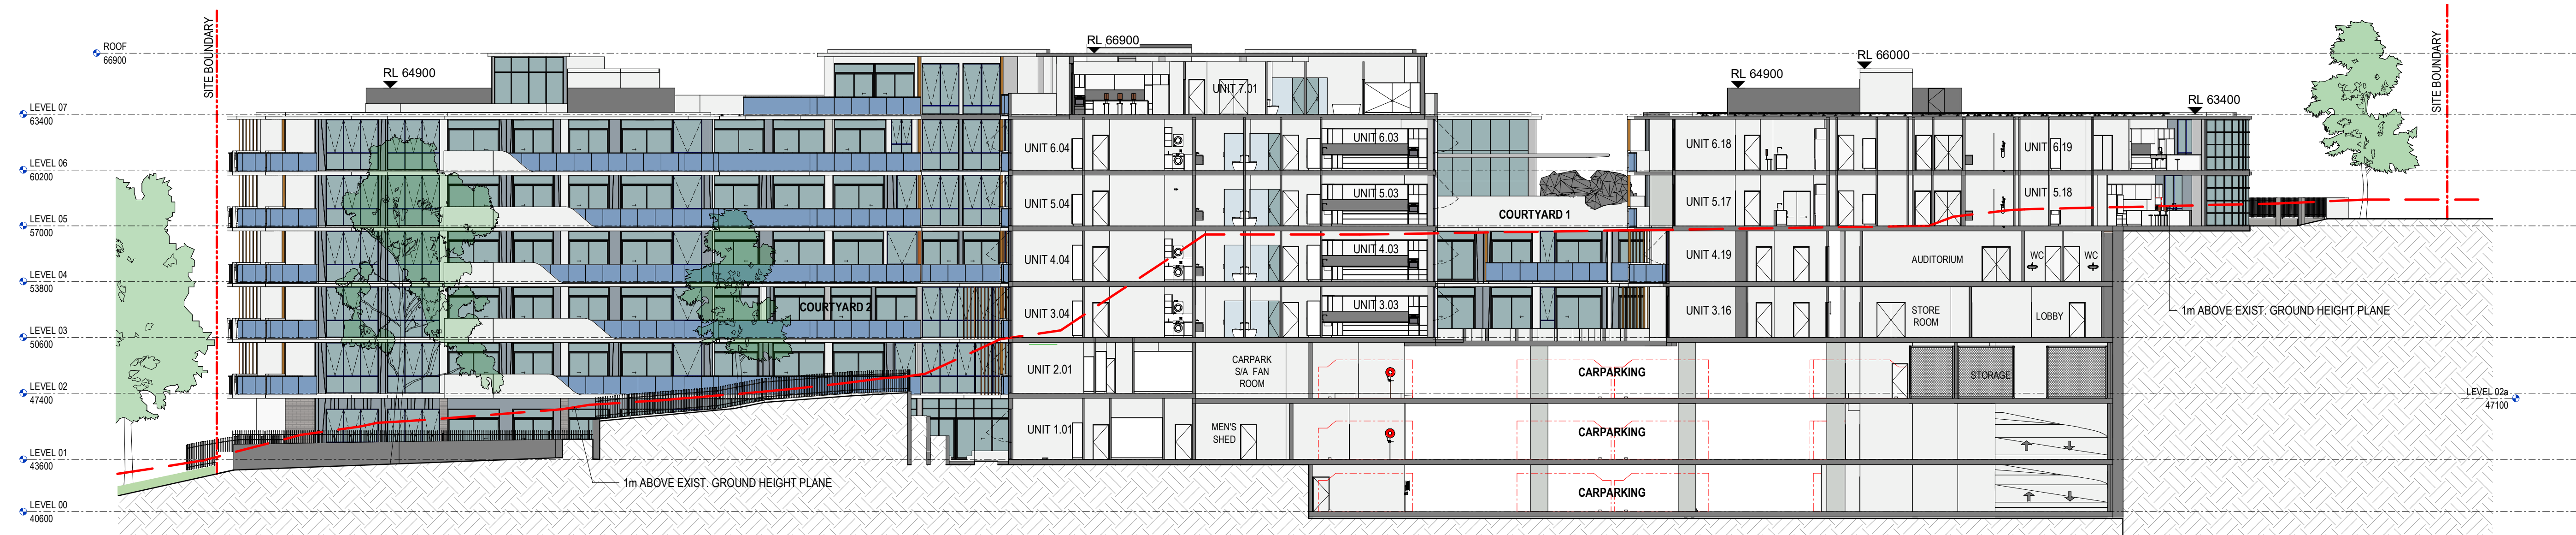 SITE BOUNDARY
SITE BOUNDARY
ROOF
66900
RL 64900
RL 66900
RL 66000
RL 64900
RL 63400
LEVEL 07
63400
UNIT 7.01
UNIT 6.04
UNIT 6.03
UNIT 6.18
UNIT 6.19
LEVEL 06
60200
UNIT 5.04
UNIT 5.03
COURTYARD 1
UNIT 5.17
UNIT 5.18
LEVEL 05
57000
UNIT 4.04
UNIT 4.03
UNIT 4.19
AUDITORIUM
WC
WC
LEVEL 04
53800
COURTYARD 2
UNIT 3.04
UNIT 3.03
UNIT 3.16
STORE
ROOM
LOBBY
1m ABOVE EXIST. GROUND HEIGHT PLANE
LEVEL 03
50600
UNIT 2.01
CARPARK
S/A FAN
ROOM
CARPARKING
STORAGE
LEVEL 02
47400
LEVEL 02a
47100
UNIT 1.01
MEN'S
SHED
CARPARKING
LEVEL 01
43600
1m ABOVE EXIST. GROUND HEIGHT PLANE
CARPARKING
LEVEL 00
40600